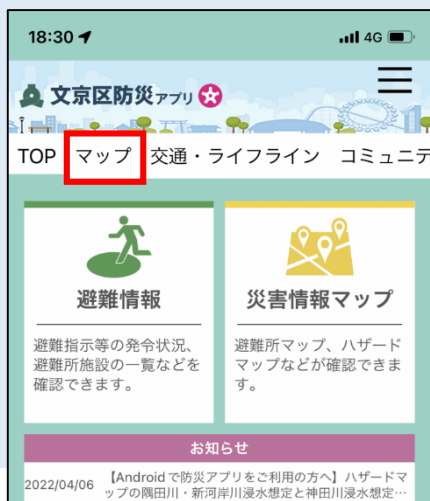 18:30 4G
文京区防災アプリ
TOP マップ 交通・ライフライン コミュニテ
避難情報
避難指示等の発令状況、
避難所施設の一覧などを
確認できます。
災害情報マップ
避難所マップ、ハザード
マップなどが確認できま
す。
お知らせ
2022/04/06 【Androidで防災アプリをご利用の方へ】ハザードマ
ップの隅田川・新河岸川浸水想定と神田川浸水想定…